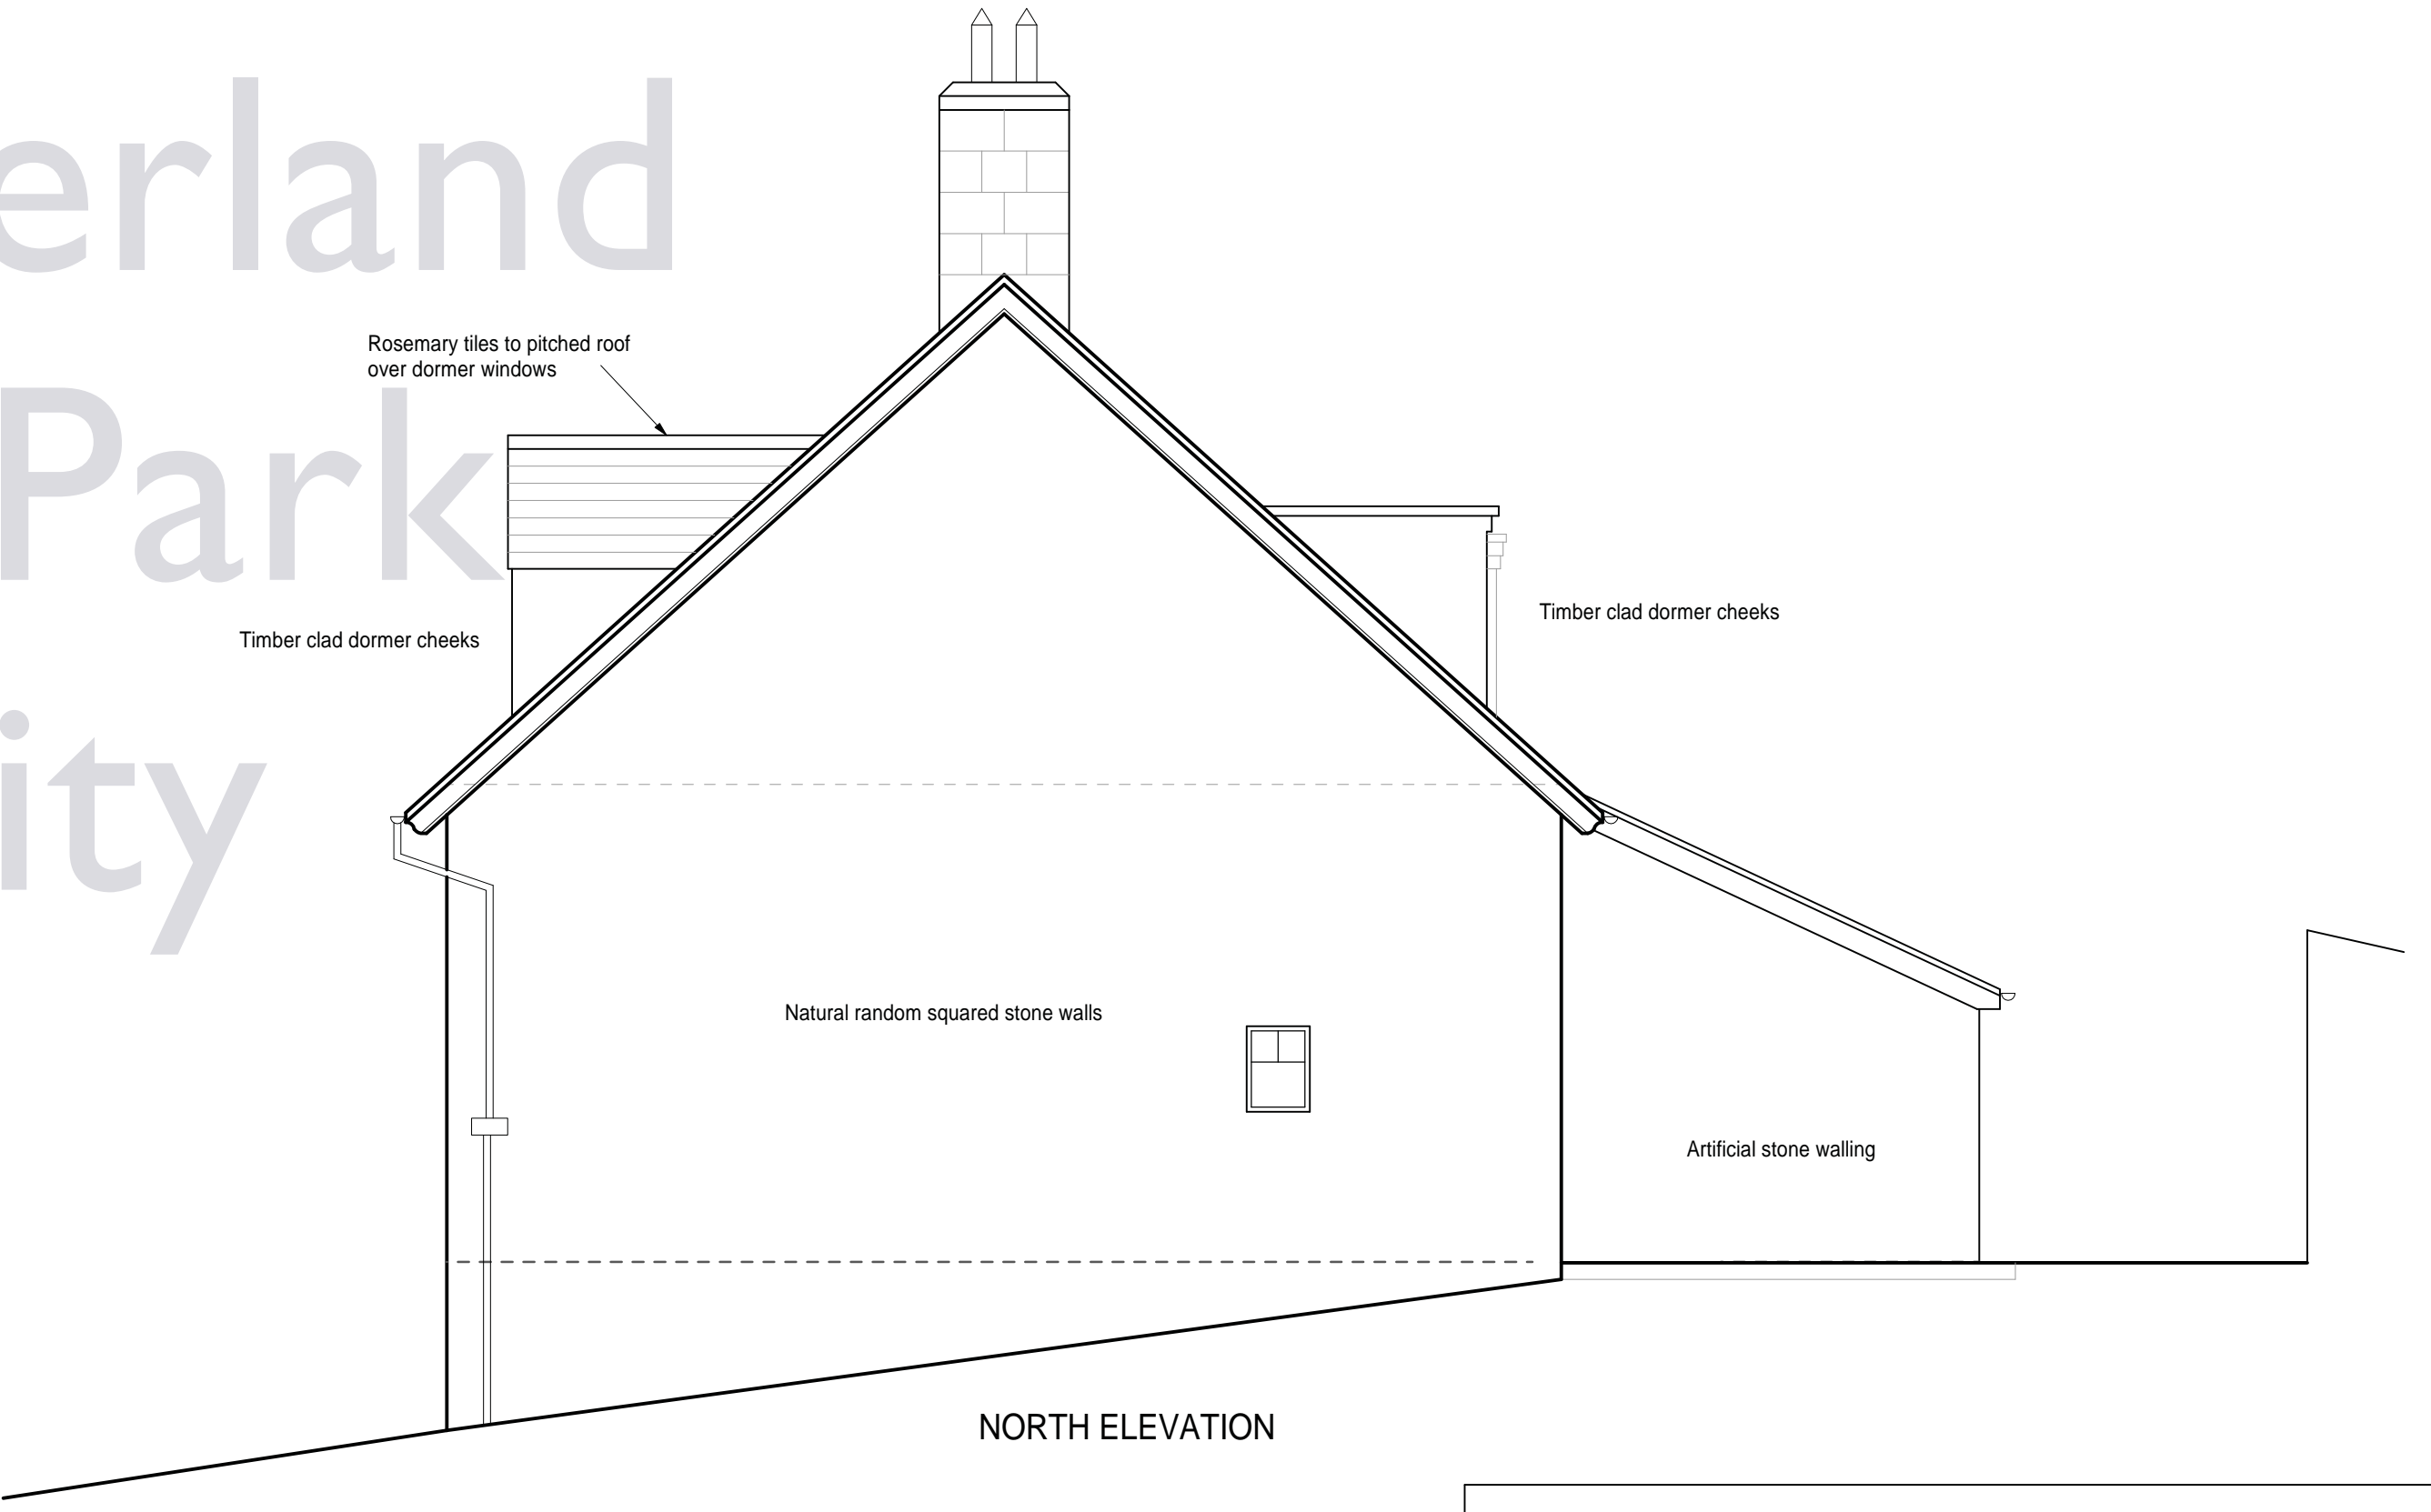 erland
Rosemary tiles to pitched roof
over dormer windows
Park
Timber clad dormer cheeks
Timber clad dormer cheeks
ity
Natural random squared stone walls
Artificial stone walling
NORTH ELEVATION